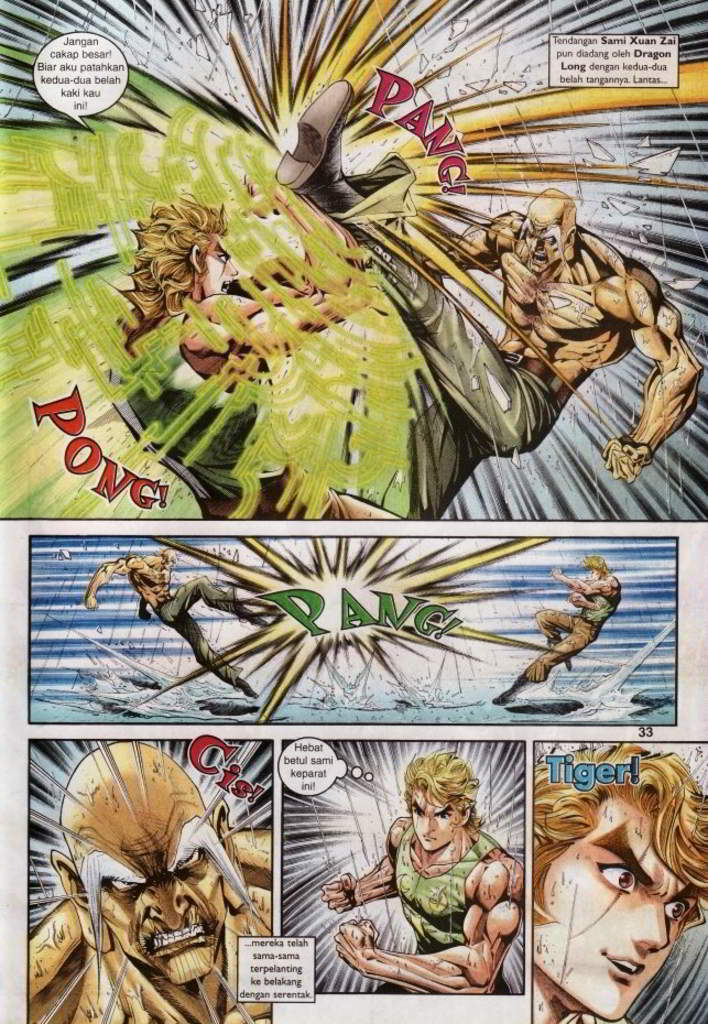 Jangan
cakap besar!
Biar aku patahkan
kedua-dua belah
kaki kau
ini!
Tendangan Sami Xuan Zai
pun diadang oleh Dragon
Long dengan kedua-dua
belah tangannya. Lantas...
PANG!
PONG!
PANG!
33
Cis!
Hebat
betul sami
keparat
ini!
Tiger!
...mereka telah
sama-sama
terpelanting
ke belakang
dengan serentak.